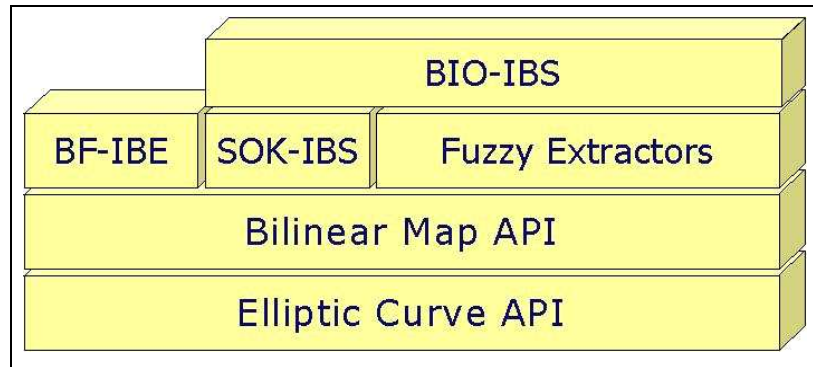 BIO-IBS
BF-IBE SOK-IBS Fuzzy Extractors
Bilinear Map API
Elliptic Curve API